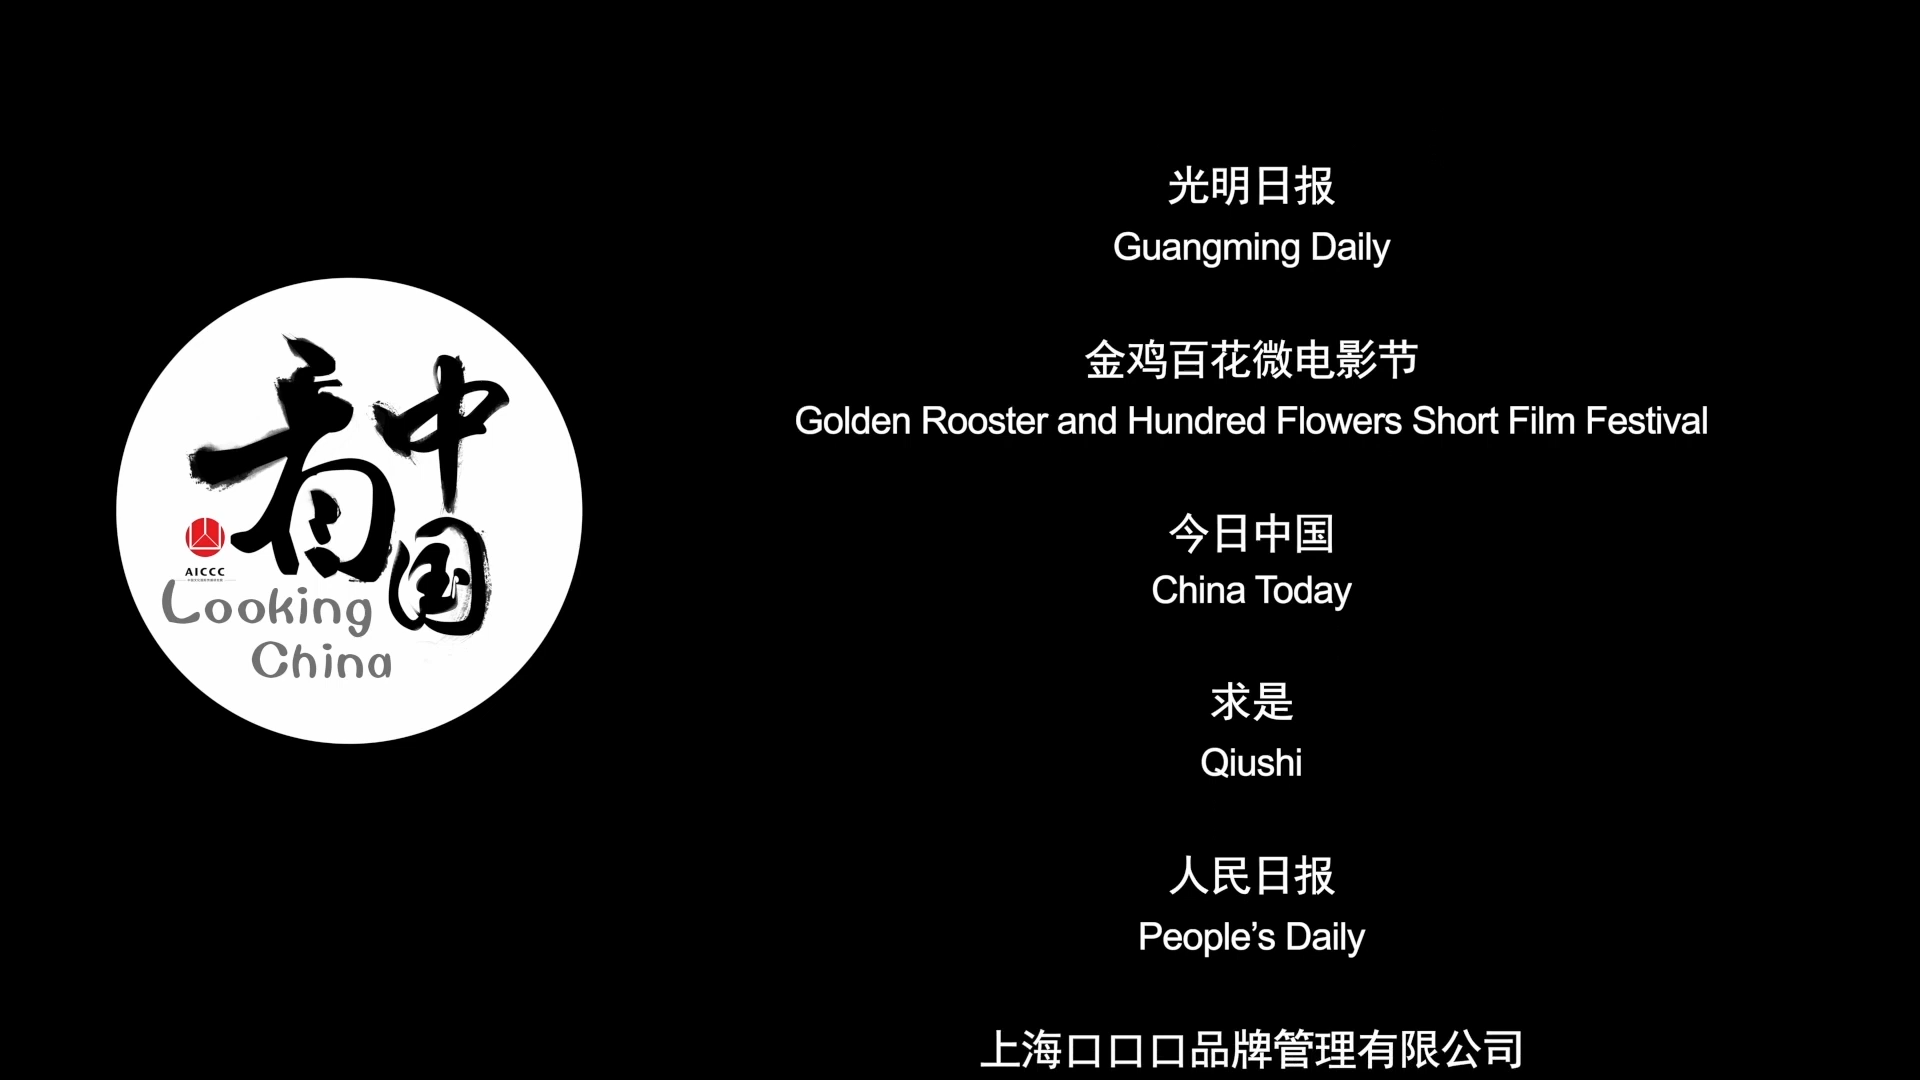 看中国
AICCC
Looking
China
光明日报
Guangming Daily
金鸡百花微电影节
Golden Rooster and Hundred Flowers Short Film Festival
今日中国
China Today
求是
Qiushi
人民日报
People’s Daily
上海口口口品牌管理有限公司